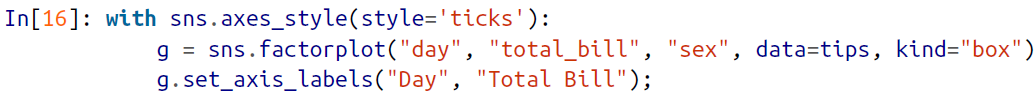 In[16]: with sns.axes_style(style='ticks'):
            g = sns.factorplot("day", "total_bill", "sex", data=tips, kind="box")
            g.set_axis_labels("Day", "Total Bill");